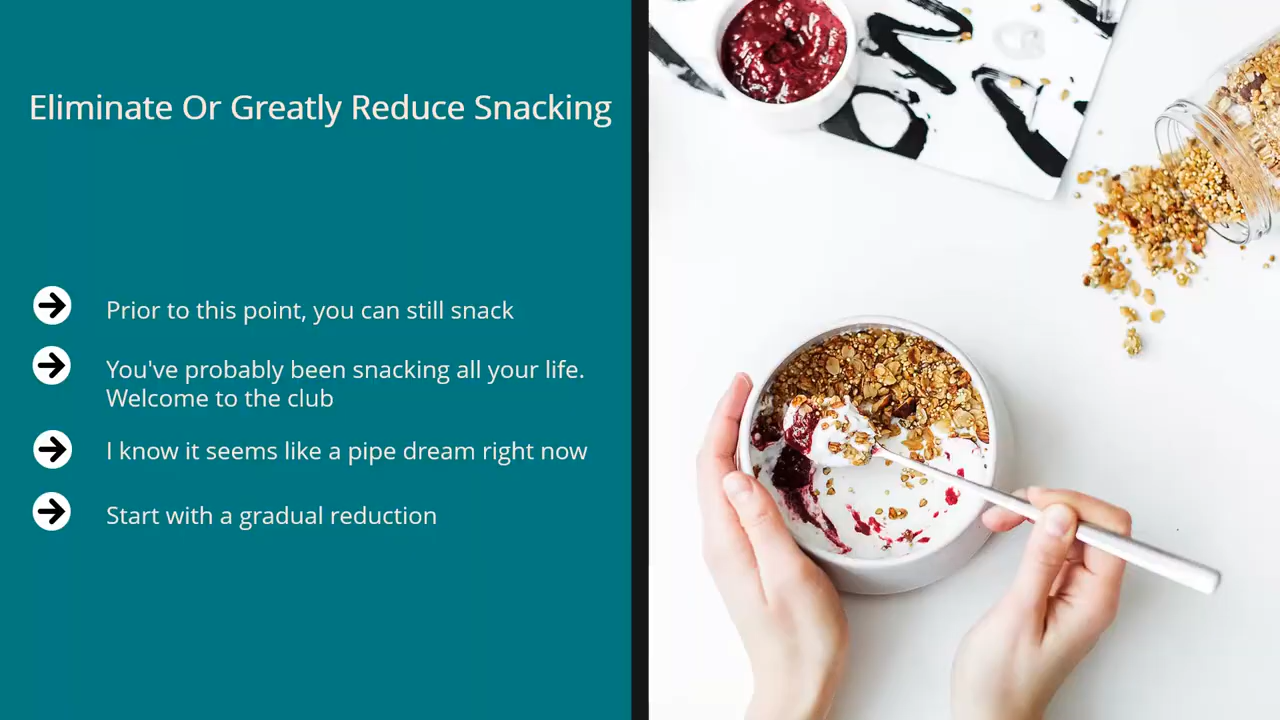 Eliminate Or Greatly Reduce Snacking
Prior to this point, you can still snack
You've probably been snacking all your life.
Welcome to the club
I know it seems like a pipe dream right now
Start with a gradual reduction